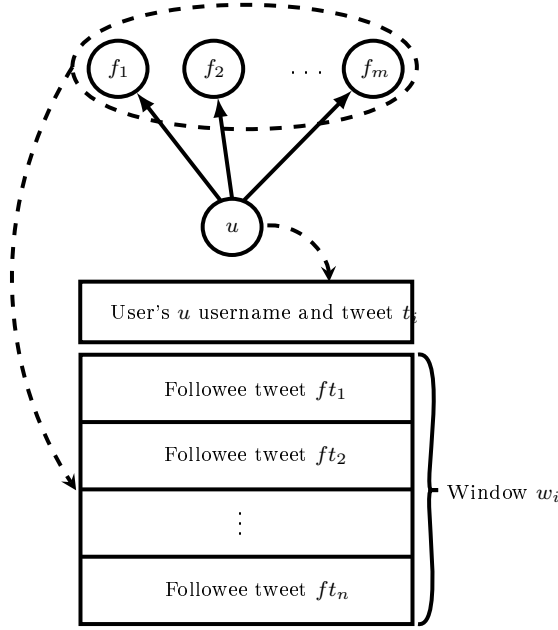 f₁ f₂ . . . fₘ
u
User's u username and tweet tᵢ
Followee tweet ft₁
Followee tweet ft₂
⋮
Window wᵢ
Followee tweet ftₙ